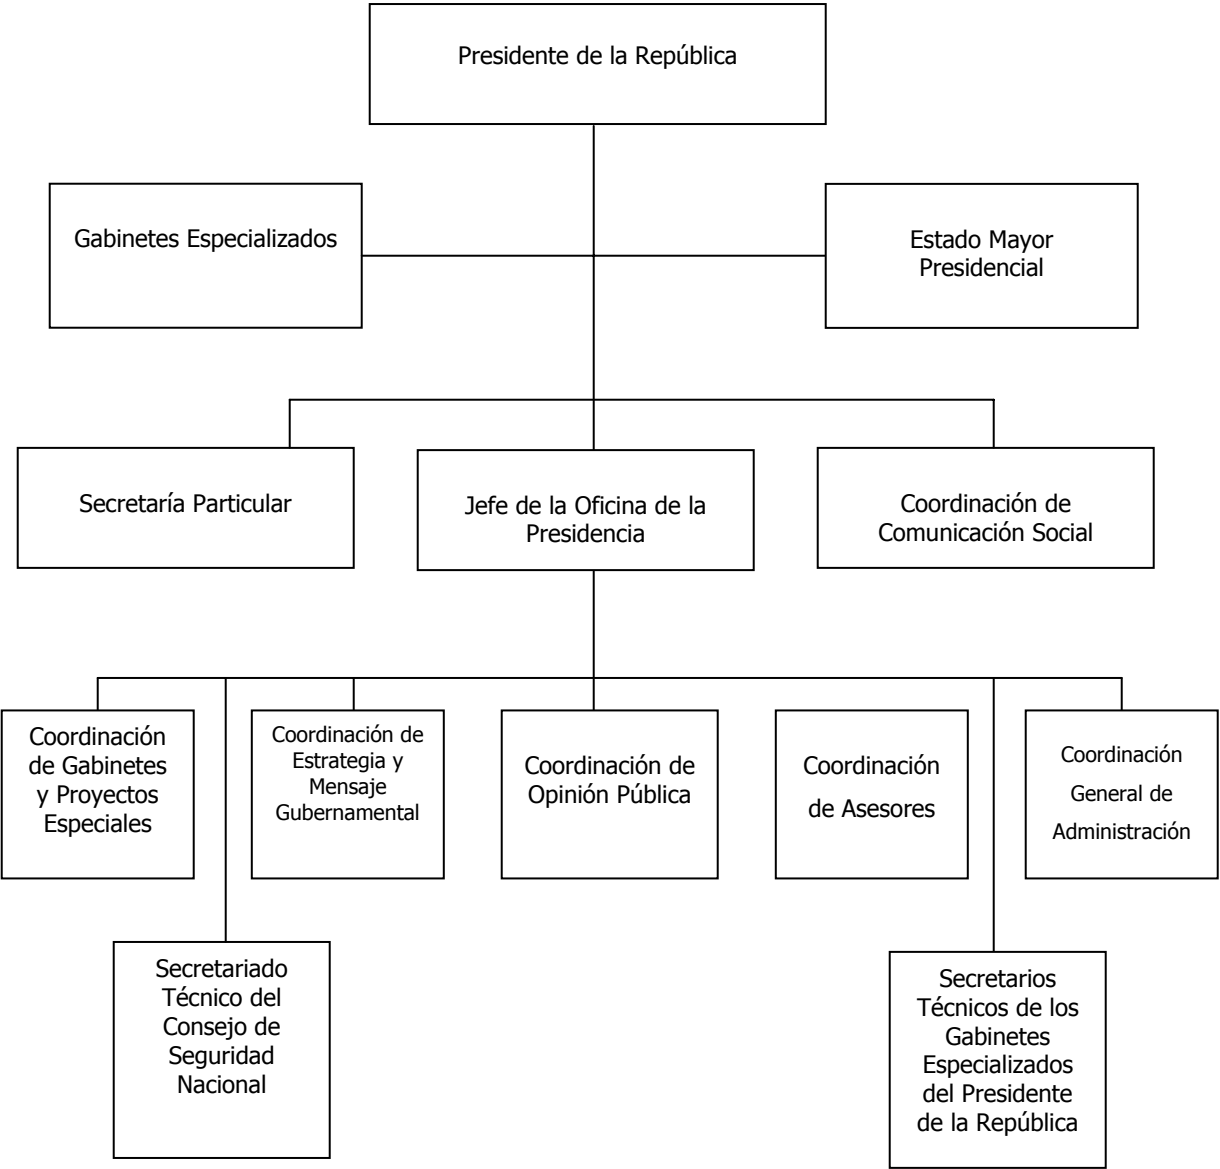 Presidente de la República
Gabinetes Especializados
Estado Mayor
Presidencial
Secretaría Particular
Jefe de la Oficina de la
Presidencia
Coordinación de
Comunicación Social
Coordinación
de Gabinetes
y Proyectos
Especiales
Coordinación de
Estrategia y
Mensaje
Gubernamental
Coordinación de
Opinión Pública
Coordinación
de Asesores
Coordinación
General de
Administración
Secretariado
Técnico del
Consejo de
Seguridad
Nacional
Secretarios
Técnicos de los
Gabinetes
Especializados
del Presidente
de la República